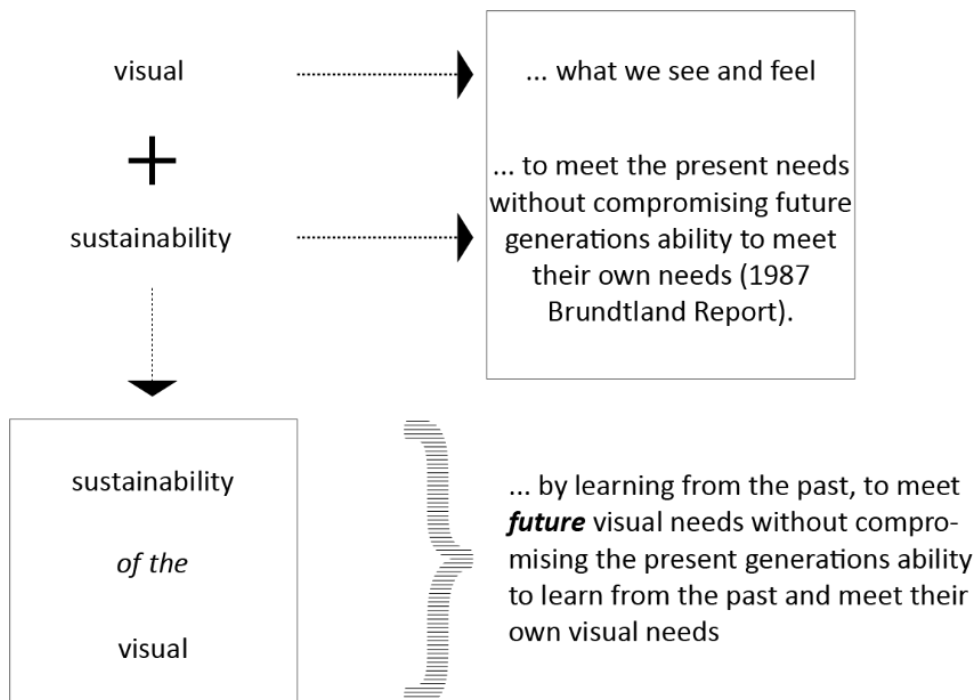 visual
... what we see and feel
+
... to meet the present needs
without compromising future
sustainability
generations ability to meet
their own needs (1987
Brundtland Report).
sustainability
of the
visual
... by learning from the past, to meet
future visual needs without compro-
mising the present generations ability
to learn from the past and meet their
own visual needs